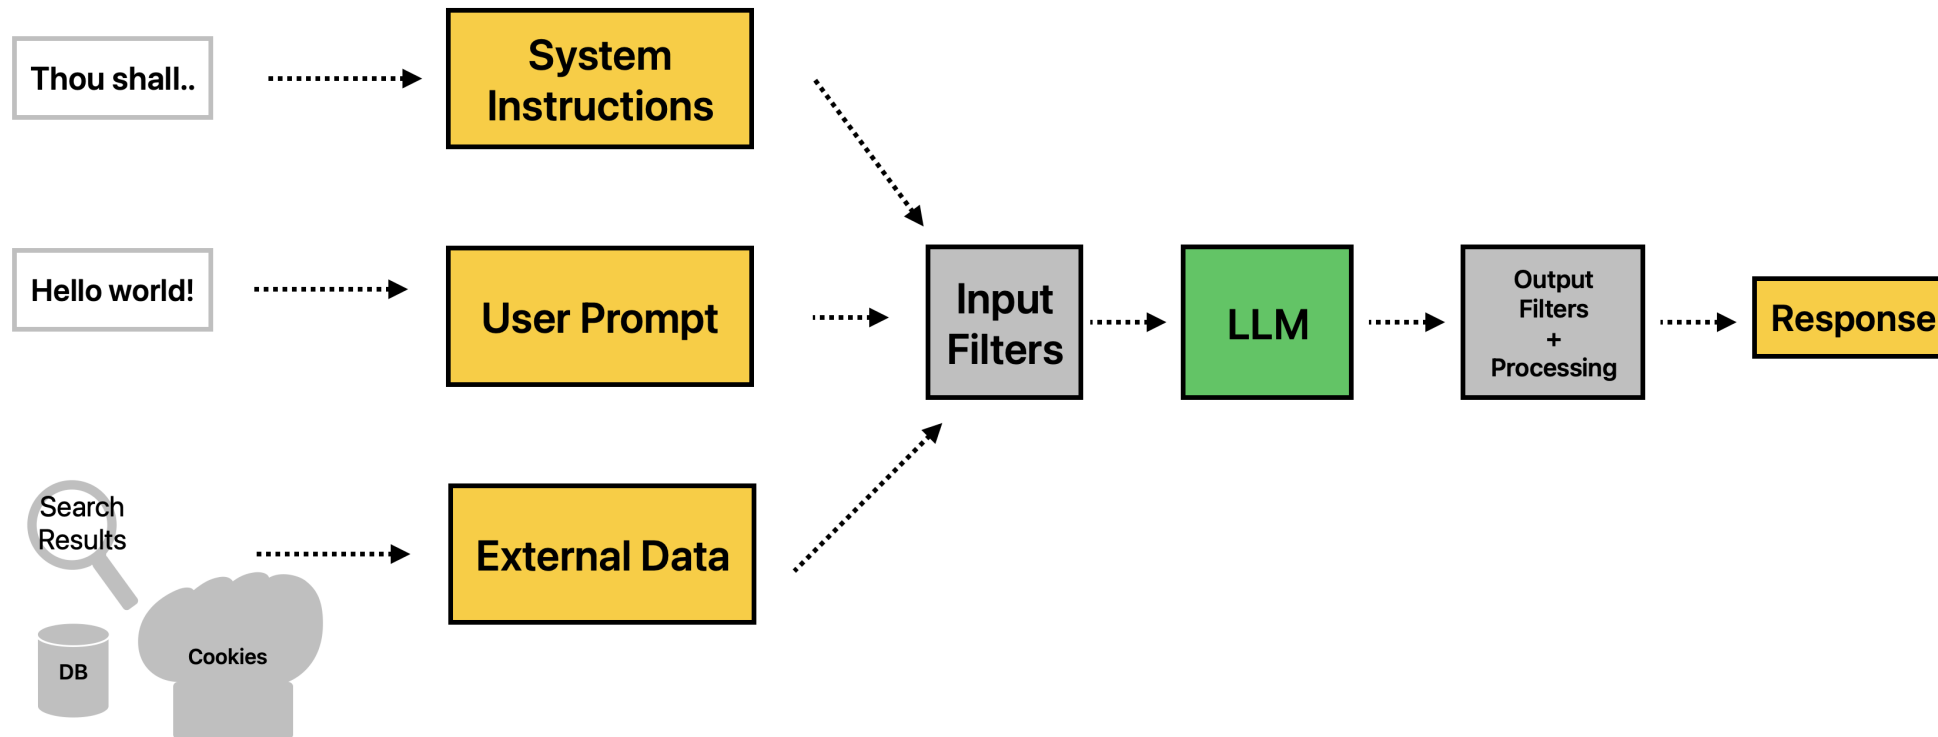 Thou shall..
System
Instructions
Hello world!
User Prompt
Input
Filters
LLM
Output
Filters
+
Processing
Response
Search
Results
External Data
DB
Cookies